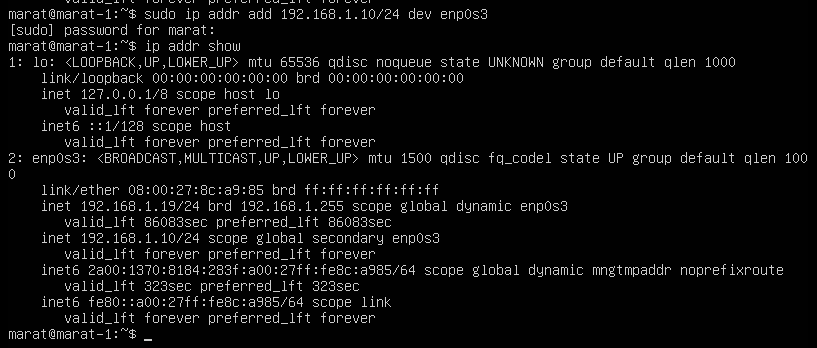 marat@marat-1:~$ sudo ip addr add 192.168.1.10/24 dev enp0s3
[sudo] password for marat:
marat@marat-1:~$ ip addr show
1: lo: <LOOPBACK,UP,LOWER_UP> mtu 65536 qdisc noqueue state UNKNOWN group default qlen 1000
    link/loopback 00:00:00:00:00:00 brd 00:00:00:00:00:00
    inet 127.0.0.1/8 scope host lo
       valid_lft forever preferred_lft forever
    inet6 ::1/128 scope host
       valid_lft forever preferred_lft forever
2: enp0s3: <BROADCAST,MULTICAST,UP,LOWER_UP> mtu 1500 qdisc fq_codel state UP group default qlen 100
0
    link/ether 08:00:27:8c:a9:85 brd ff:ff:ff:ff:ff:ff
    inet 192.168.1.19/24 brd 192.168.1.255 scope global dynamic enp0s3
       valid_lft 86083sec preferred_lft 86083sec
    inet 192.168.1.10/24 scope global secondary enp0s3
       valid_lft forever preferred_lft forever
    inet6 2a00:1370:8184:283f:a00:27ff:fe8c:a985/64 scope global dynamic mngtmpaddr noprefixroute
       valid_lft 323sec preferred_lft 323sec
    inet6 fe80::a00:27ff:fe8c:a985/64 scope link
       valid_lft forever preferred_lft forever
marat@marat-1:~$ _